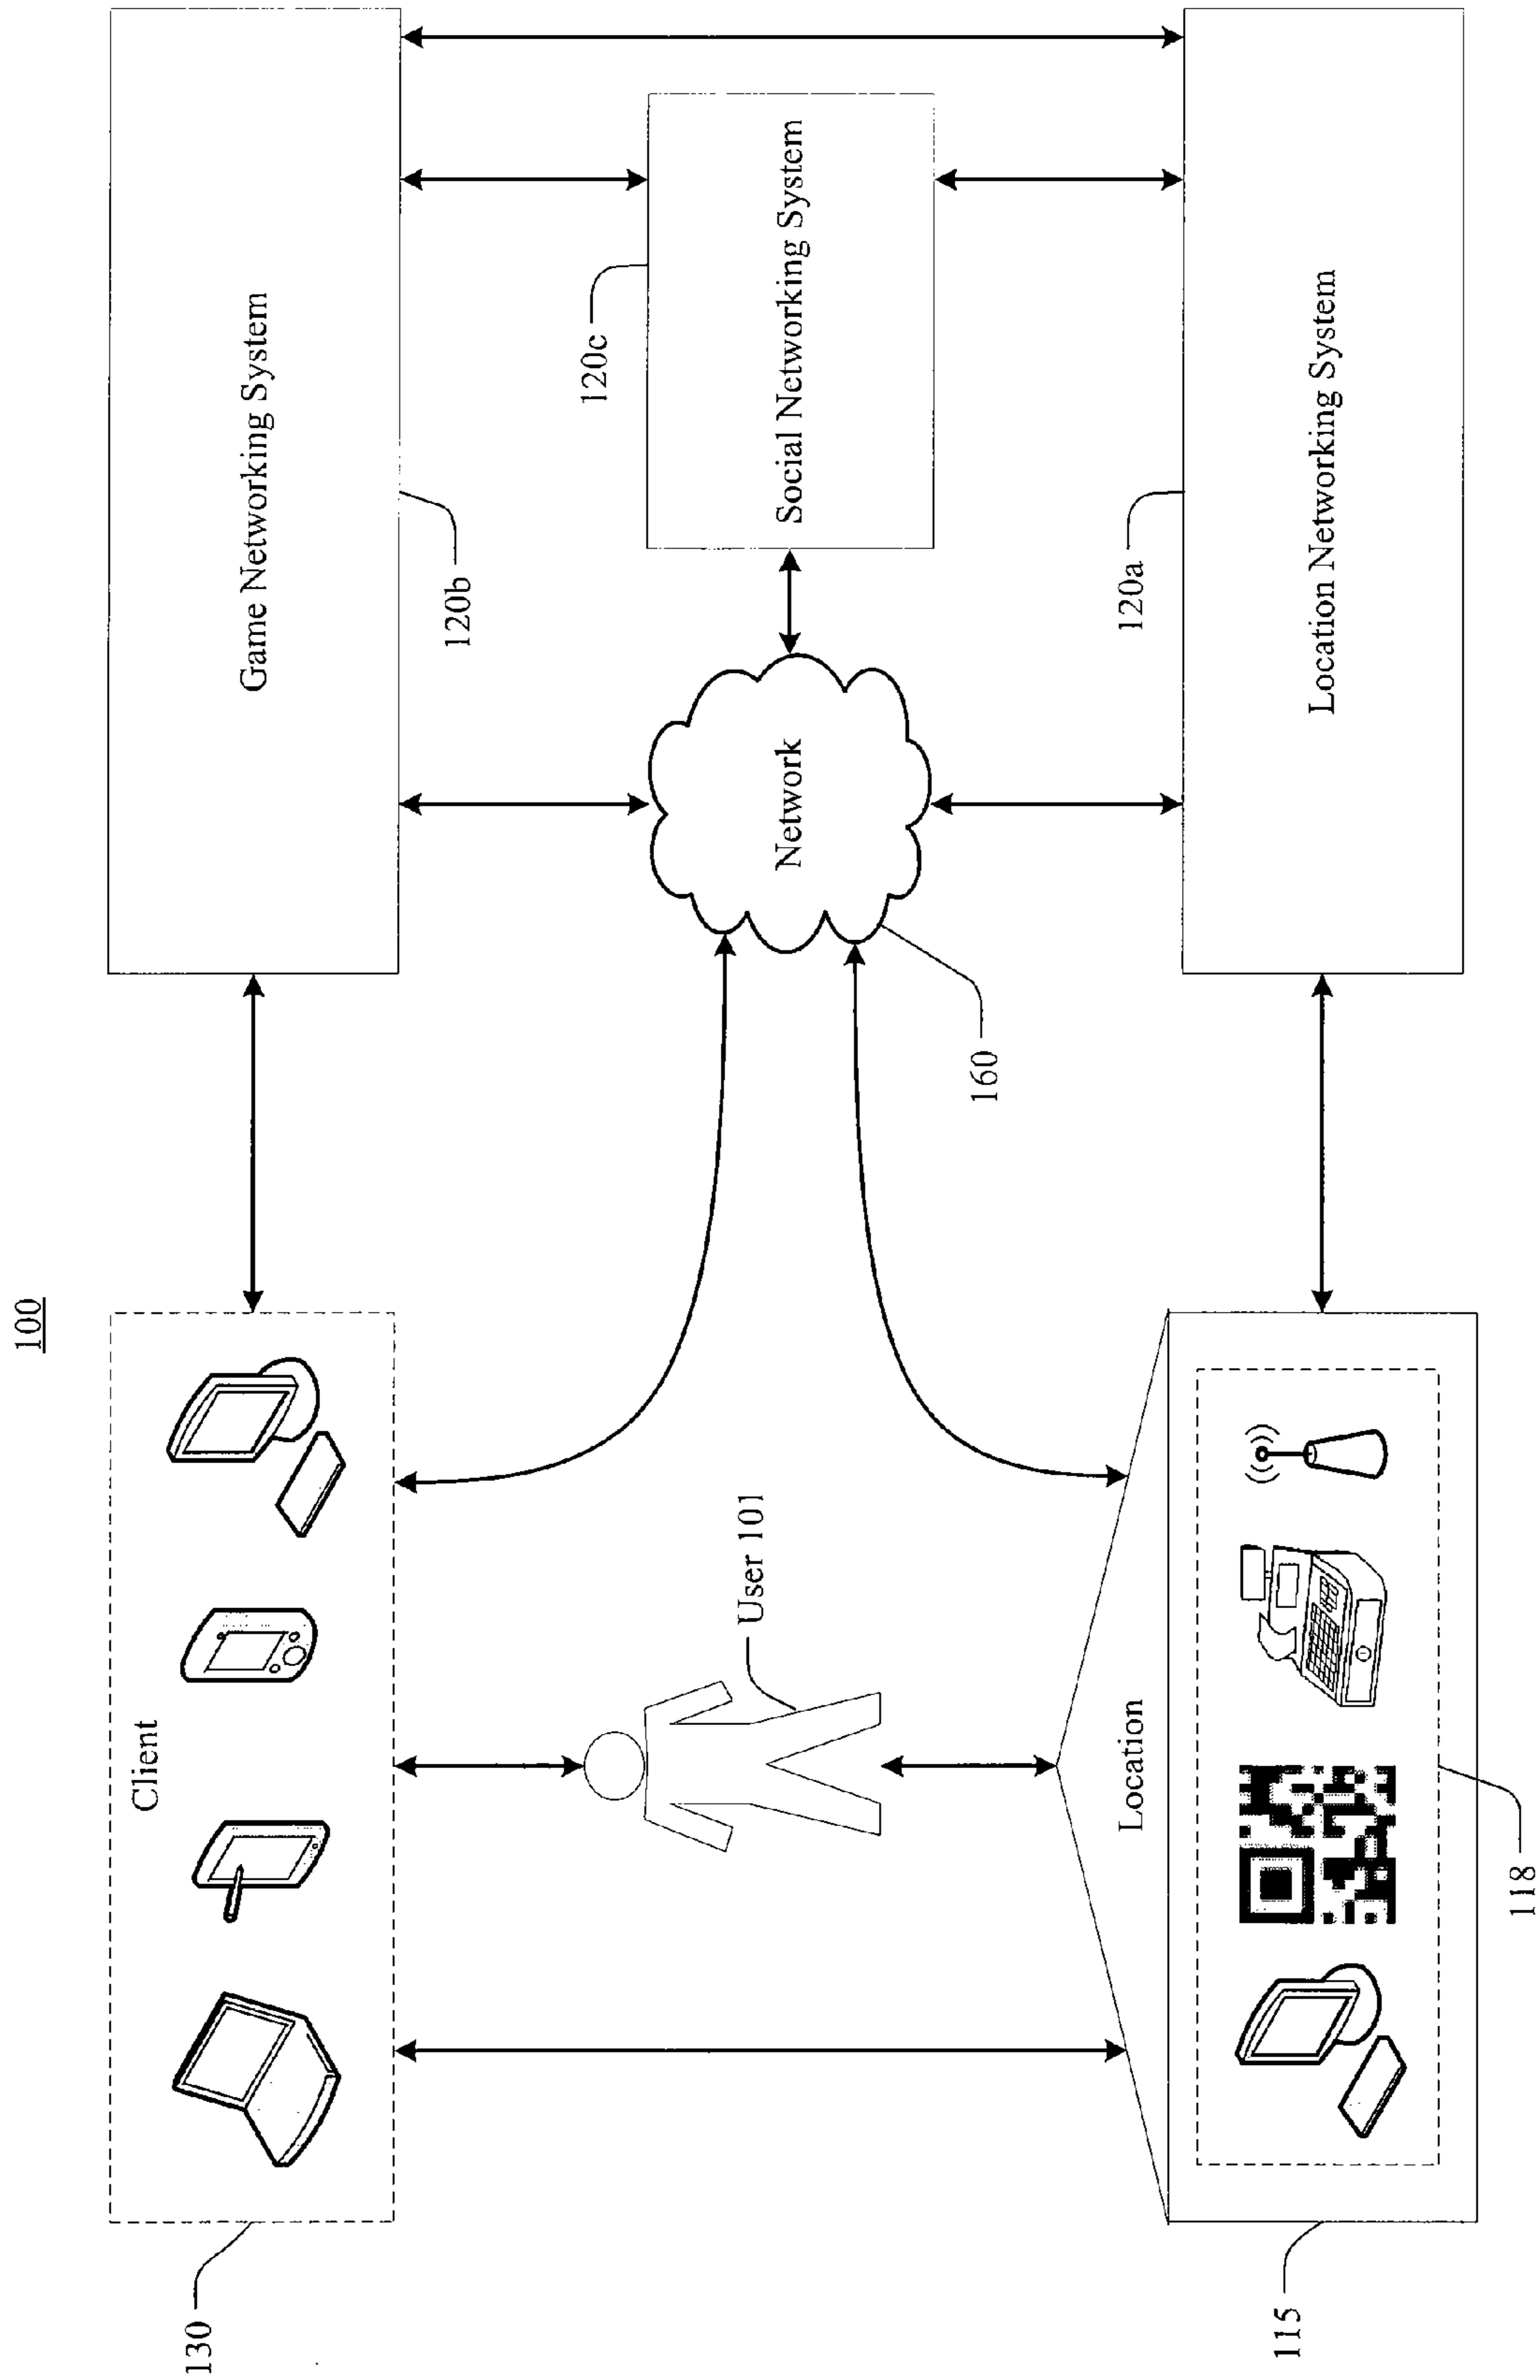 100
130
Client
Game Networking System
120b
User 101
Network
160
120c
Social Networking System
Location
115
118
120a
Location Networking System